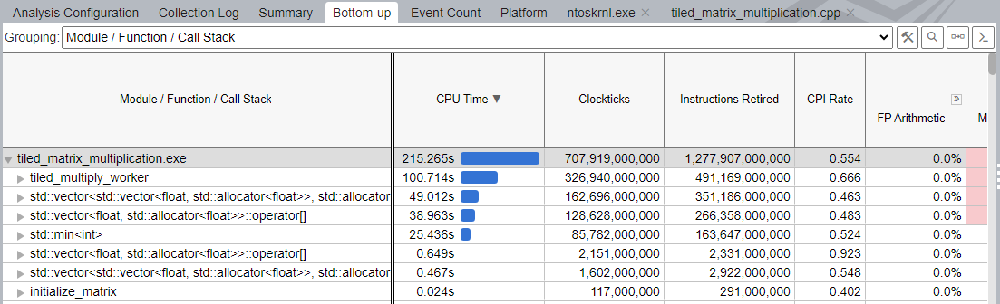 Analysis Configuration Collection Log Summary Bottom-up Event Count Platform ntoskrnl.exe × tiled_matrix_multiplication.cpp ×
Grouping: Module / Function / Call Stack
Module / Function / Call Stack CPU Time ▼ Clockticks Instructions Retired CPI Rate » FP Arithmetic M
tiled_matrix_multiplication.exe 215.265s 707,919,000,000 1,277,907,000,000 0.554 0.0%
tiled_multiply_worker 100.714s 326,940,000,000 491,169,000,000 0.666 0.0%
std::vector<std::vector<float, std::allocator<float>>, std::allocator 49.012s 162,696,000,000 351,186,000,000 0.463 0.0%
std::vector<float, std::allocator<float>>::operator[] 38.963s 128,628,000,000 266,358,000,000 0.483 0.0%
std::min<int> 25.436s 85,782,000,000 163,647,000,000 0.524 0.0%
std::vector<float, std::allocator<float>>::operator[] 0.649s 2,151,000,000 2,331,000,000 0.923 0.0%
std::vector<std::vector<float, std::allocator<float>>, std::allocator 0.467s 1,602,000,000 2,922,000,000 0.548 0.0%
initialize_matrix 0.024s 117,000,000 291,000,000 0.402 0.0%